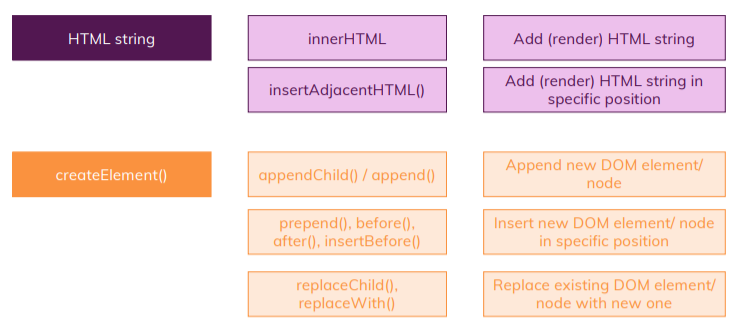 HTML string
innerHTML
Add (render) HTML string
insertAdjacentHTML()
Add (render) HTML string in
specific position
createElement()
appendChild() / append()
Append new DOM element/
node
prepend(), before(),
after(), insertBefore()
Insert new DOM element/ node
in specific position
replaceChild(),
replaceWith()
Replace existing DOM element/
node with new one